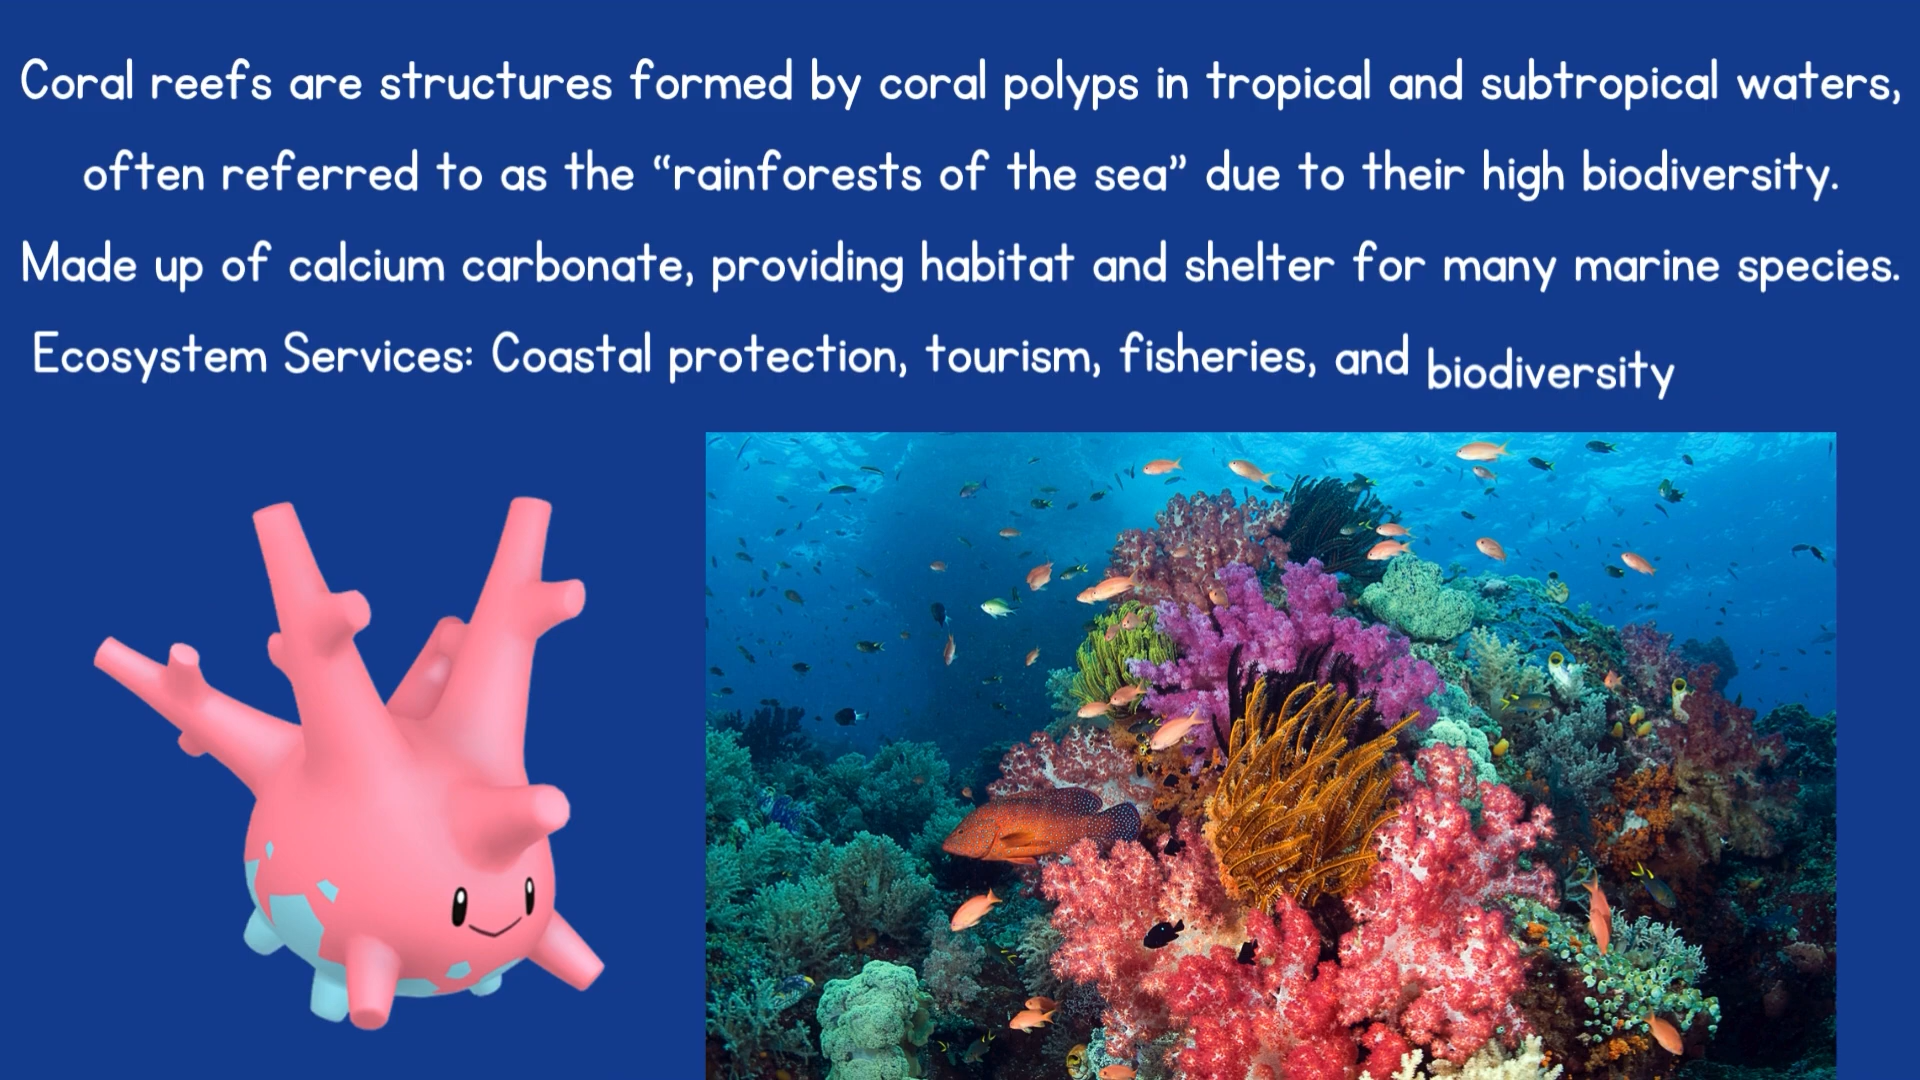 Coral reefs are structures formed by coral polyps in tropical and subtropical waters,
often referred to as the “rainforests of the sea” due to their high biodiversity.
Made up of calcium carbonate, providing habitat and shelter for many marine species.
Ecosystem Services: Coastal protection, tourism, fisheries, and biodiversity